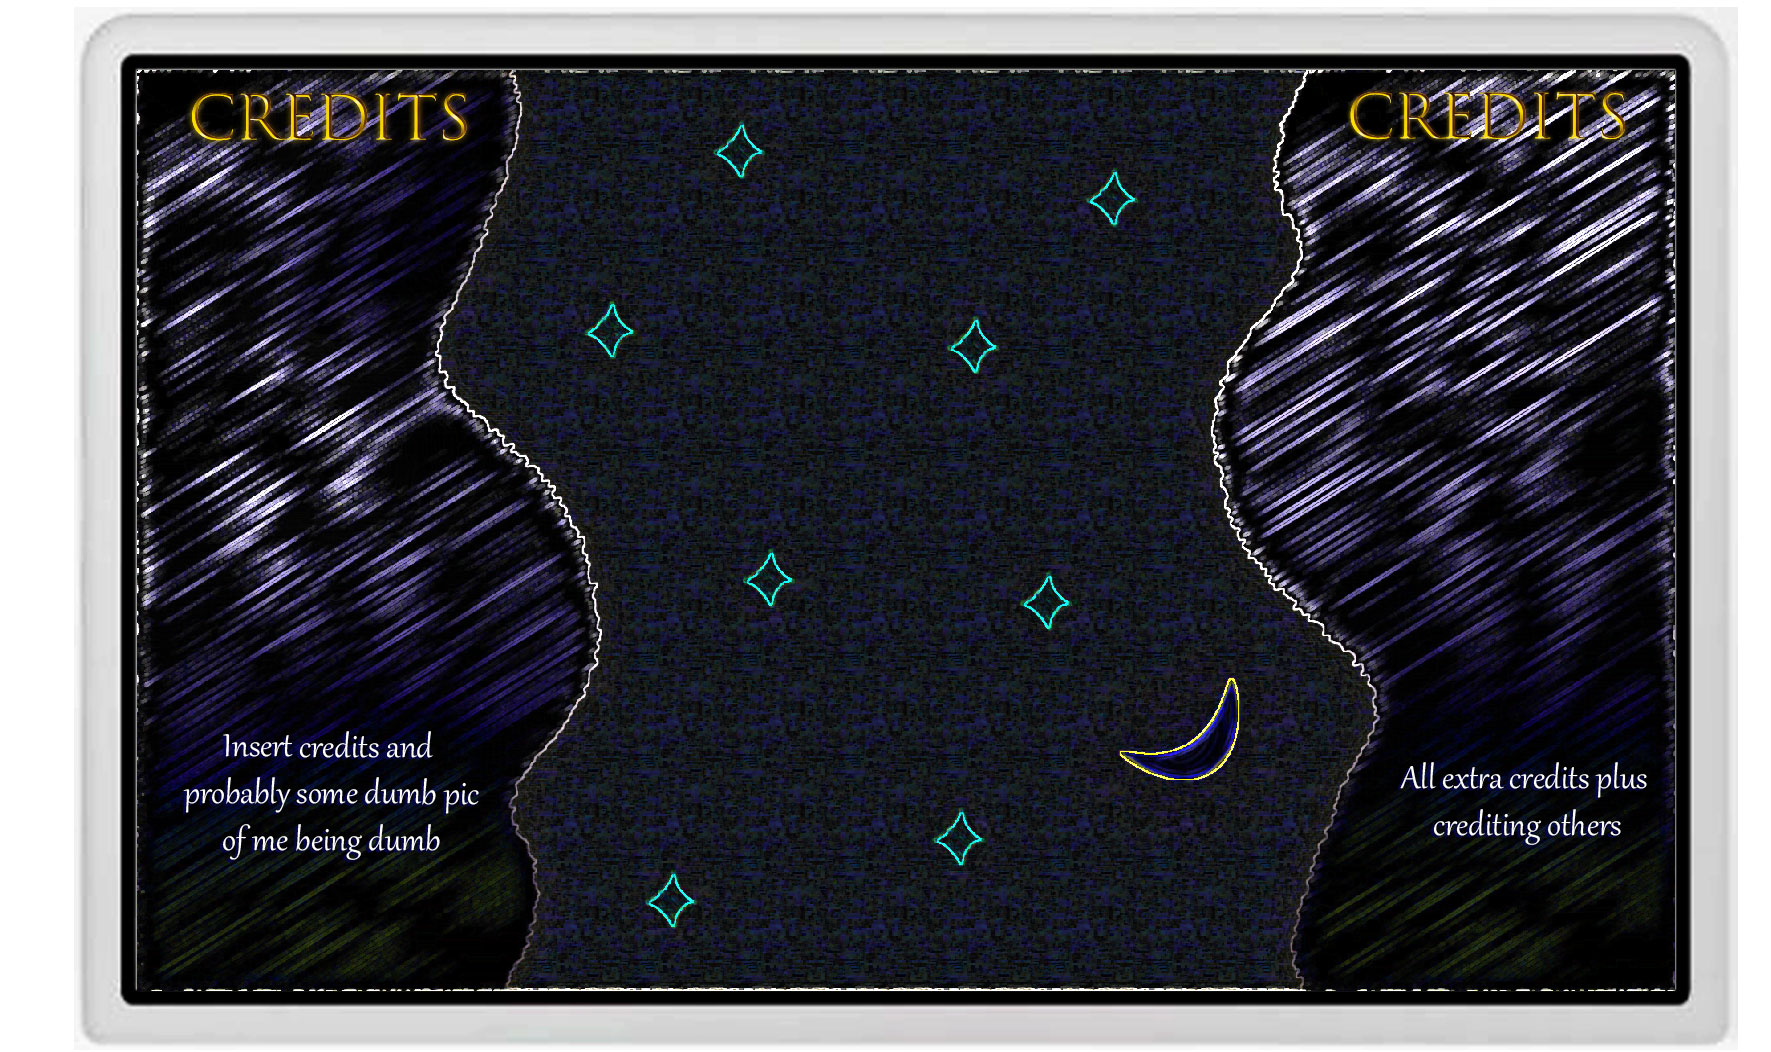 CREDITS
Insert credits and
probably some dumb pic
of me being dumb
CREDITS
All extra credits plus
crediting others